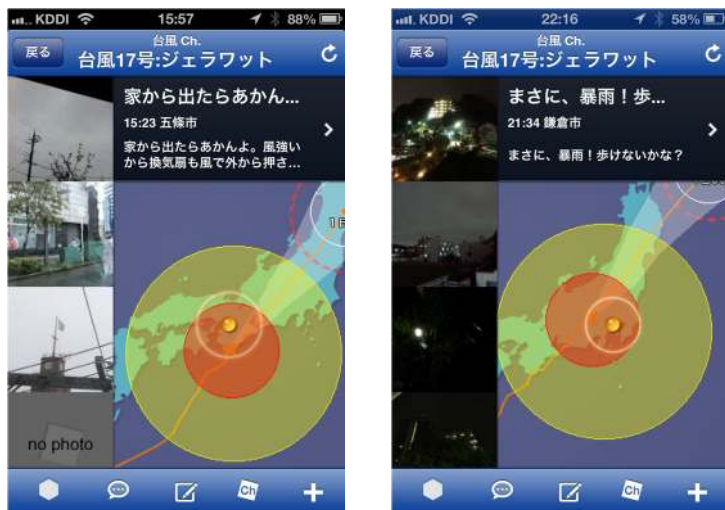 KDDI 15:57 88%
戻る
台風 Ch.
台風17号:ジェラワット
家から出たらあかん...
15:23 五條市
家から出たらあかんよ。風強い
から換気扇も風で外から押さ...
no photo
Ch
KDDI 22:16 58%
戻る
台風 Ch.
台風17号:ジェラワット
まさに、暴雨！歩...
21:34 鎌倉市
まさに、暴雨！歩けないかな？
Ch